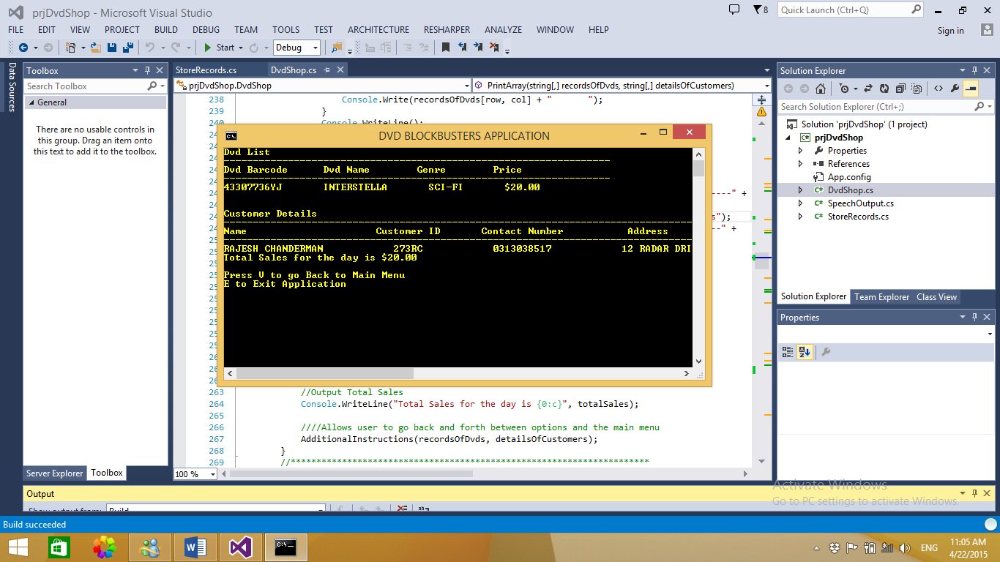 prjDvdShop - Microsoft Visual Studio
8
Quick Launch (Ctrl+Q)
FILE EDIT VIEW PROJECT BUILD DEBUG TEAM TOOLS TEST ARCHITECTURE RESHARPER ANALYZE WINDOW HELP
Sign in
Start
Debug
Data Sources
Toolbox
Search Toolbox
General
There are no usable controls in
this group. Drag an item onto
this text to add it to the toolbox.
Server Explorer Toolbox
StoreRecords.cs DvdShop.cs
prjDvdShop.DvdShop
PrintArray(string[,] recordsOfDvds, string[,] detailsOfCustomers)
238 Console.Write(recordsOfDvds[row, col] + "       ");
239 }
240 Console.WriteLine();
----" +
s");
--" +
DVD BLOCKBUSTERS APPLICATION
Dvd List
Dvd Barcode Dvd Name Genre Price
43307736YJ INTERSTELLA SCI-FI $20.00
Customer Details
Name Customer ID Contact Number Address
RAJESH CHANDERMAN 273RC 0313038517 12 RADAR DRI
Total Sales for the day is $20.00
Press V to go Back to Main Menu
E to Exit Application
263 //Output Total Sales
264 Console.WriteLine("Total Sales for the day is {0:c}", totalSales);
265
266 ////Allows user to go back and forth between options and the main menu
267 AdditionalInstructions(recordsOfDvds, detailsOfCustomers);
268 }
269 //**********************************************************************
100 %
Solution Explorer
Search Solution Explorer (Ctrl+;)
Solution 'prjDvdShop' (1 project)
prjDvdShop
Properties
References
App.config
DvdShop.cs
SpeechOutput.cs
StoreRecords.cs
Solution Explorer Team Explorer Class View
Properties
Output
Show output from: Build
Activate Windows
Go to PC settings to activate Windows.
Build succeeded
ENG
11:05 AM
4/22/2015